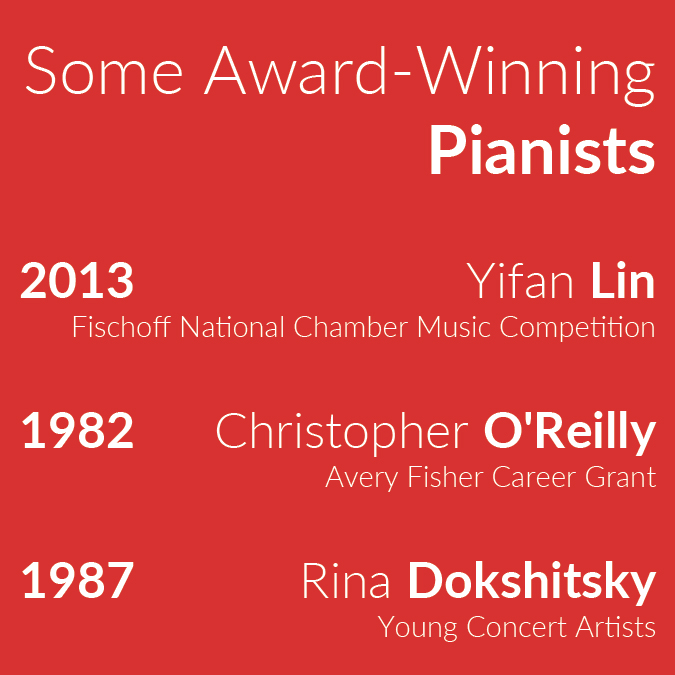 Some Award-Winning
Pianists
2013 Yifan Lin
Fischoff National Chamber Music Competition
1982 Christopher O'Reilly
Avery Fisher Career Grant
1987 Rina Dokshitsky
Young Concert Artists